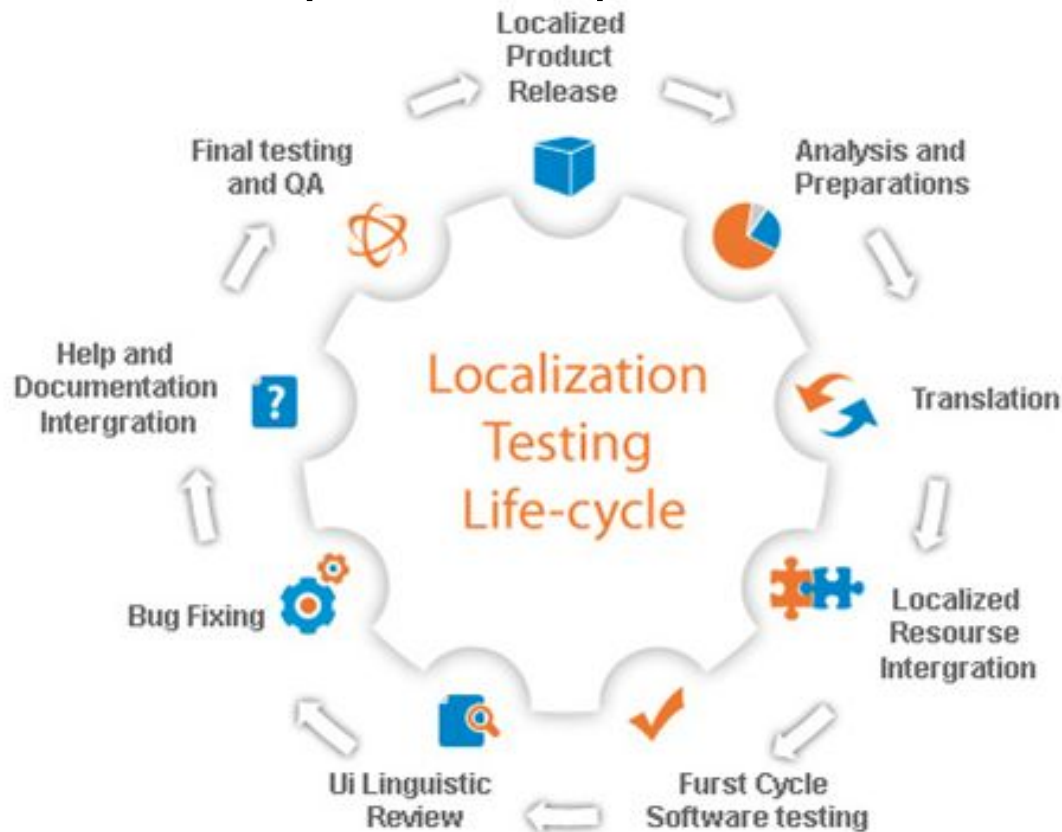 Localized
Product
Release
Analysis and
Preparations
Translation
Localized
Resourse
Intergration
Furst Cycle
Software testing
Ui Linguistic
Review
Bug Fixing
Help and
Documentation
Intergration
Final testing
and QA
Localization
Testing
Life-cycle
?